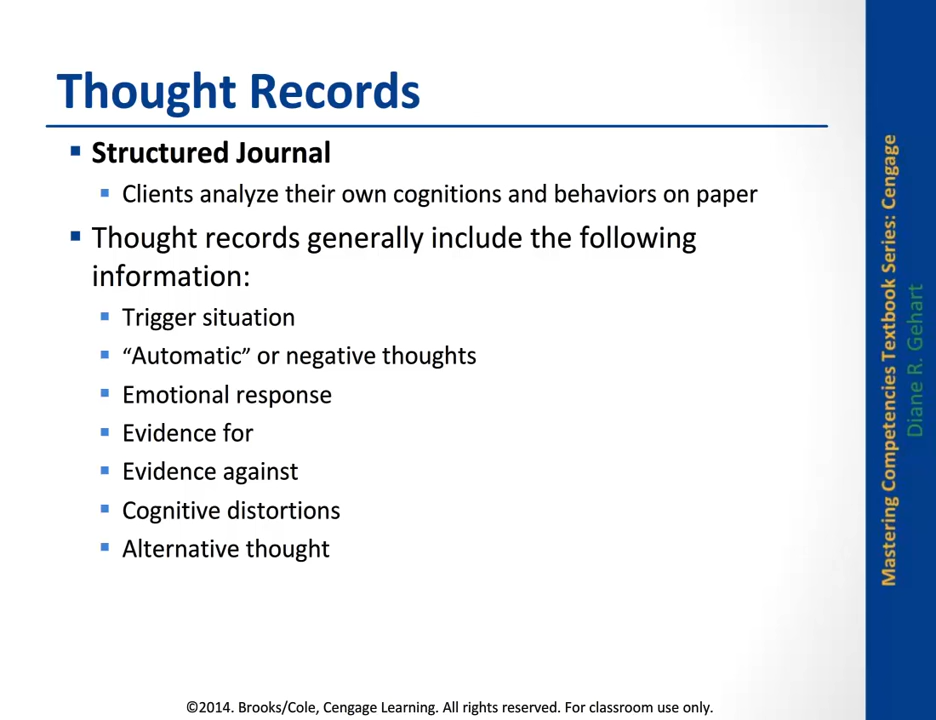 Thought Records
Structured Journal
Clients analyze their own cognitions and behaviors on paper
Thought records generally include the following
information:
Trigger situation
“Automatic” or negative thoughts
Emotional response
Evidence for
Evidence against
Cognitive distortions
Alternative thought
©2014. Brooks/Cole, Cengage Learning. All rights reserved. For classroom use only.
Mastering Competencies Textbook Series: Cengage
Diane R. Gehart